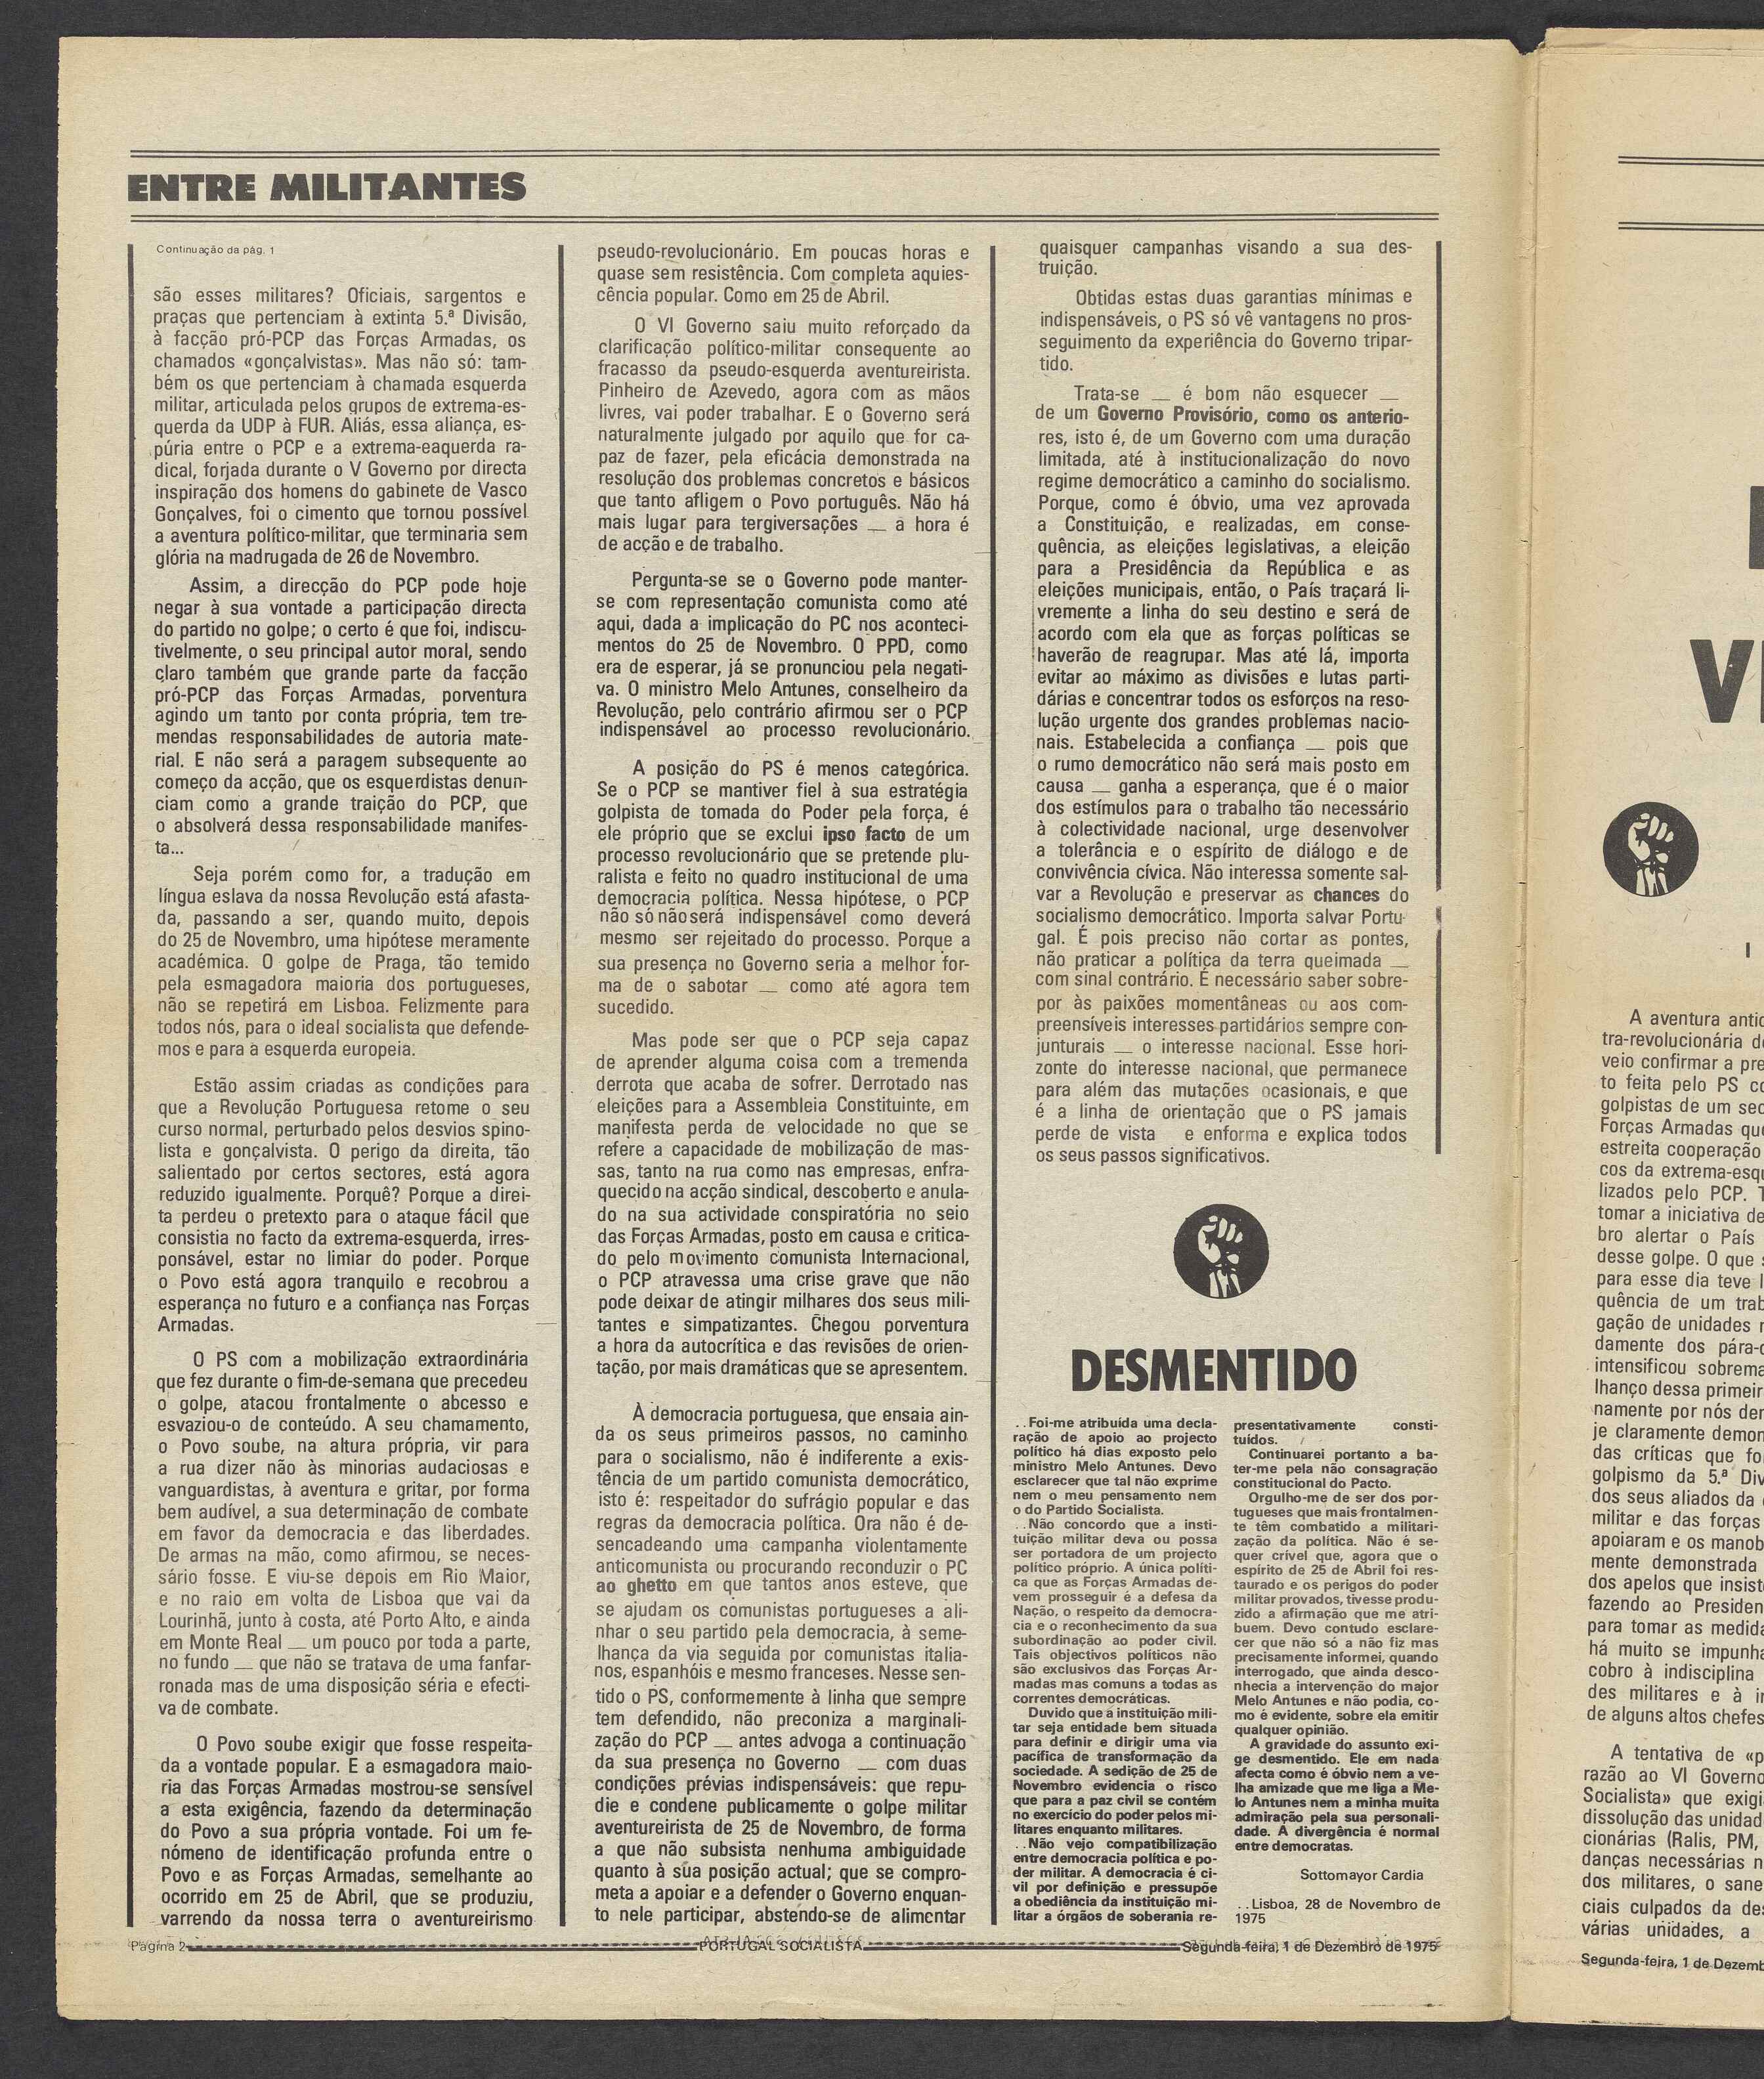 ENTRE MILITANTES
Continuação da pág. 1
são esses militares? Oficiais, sargentos e
praças que pertenciam à extinta 5.ª Divisão,
à facção pró-PCP das Forças Armadas, os
chamados «gonçalvistas». Mas não só: tam-
bém os que pertenciam à chamada esquerda
militar, articulada pelos grupos de extrema-es-
querda da UDP à FUR. Aliás, essa aliança, es-
púria entre o PCP e a extrema-eaquerda ra-
dical, forjada durante o V Governo por directa
inspiração dos homens do gabinete de Vasco
Gonçalves, foi o cimento que tornou possível
a aventura político-militar, que terminaria sem
glória na madrugada de 26 de Novembro.
Assim, a direcção do PCP pode hoje
negar à sua vontade a participação directa
do partido no golpe; o certo é que foi, indiscu-
tivelmente, o seu principal autor moral, sendo
claro também que grande parte da facção
pró-PCP das Forças Armadas, porventura
agindo um tanto por conta própria, tem tre-
mendas responsabilidades de autoria mate-
rial. E não será a paragem subsequente ao
começo da acção, que os esquerdistas denun-
ciam como a grande traição do PCP, que
o absolverá dessa responsabilidade manifes-
ta...
Seja porém como for, a tradução em
língua eslava da nossa Revolução está afasta-
da, passando a ser, quando muito, depois
do 25 de Novembro, uma hipótese meramente
académica. O golpe de Praga, tão temido
pela esmagadora maioria dos portugueses,
não se repetirá em Lisboa. Felizmente para
todos nós, para o ideal socialista que defende-
mos e para a esquerda europeia.
Estão assim criadas as condições para
que a Revolução Portuguesa retome o seu
curso normal, perturbado pelos desvios spino-
lista e gonçalvista. O perigo da direita, tão
salientado por certos sectores, está agora
reduzido igualmente. Porquê? Porque a direi-
ta perdeu o pretexto para o ataque fácil que
consistia no facto da extrema-esquerda, irres-
ponsável, estar no limiar do poder. Porque
o Povo está agora tranquilo e recobrou a
esperança no futuro e a confiança nas Forças
Armadas.
O PS com a mobilização extraordinária
que fez durante o fim-de-semana que precedeu
o golpe, atacou frontalmente o abcesso e
esvaziou-o de conteúdo. A seu chamamento,
o Povo soube, na altura própria, vir para
a rua dizer não às minorias audaciosas e
vanguardistas, à aventura e gritar, por forma
bem audível, a sua determinação de combate
em favor da democracia e das liberdades.
De armas na mão, como afirmou, se neces-
sário fosse. E viu-se depois em Rio Maior,
e no raio em volta de Lisboa que vai da
Lourinhã, junto à costa, até Porto Alto, e ainda
em Monte Real __ um pouco por toda a parte,
no fundo __ que não se tratava de uma fanfar-
ronada mas de uma disposição séria e efecti-
va de combate.
O Povo soube exigir que fosse respeita-
da a vontade popular. E a esmagadora maio-
ria das Forças Armadas mostrou-se sensível
a esta exigência, fazendo da determinação
do Povo a sua própria vontade. Foi um fe-
nómeno de identificação profunda entre o
Povo e as Forças Armadas, semelhante ao
ocorrido em 25 de Abril, que se produziu,
varrendo da nossa terra o aventureirismo
pseudo-revolucionário. Em poucas horas e
quase sem resistência. Com completa aquies-
cência popular. Como em 25 de Abril.
O VI Governo saiu muito reforçado da
clarificação político-militar consequente ao
fracasso da pseudo-esquerda aventureirista.
Pinheiro de Azevedo, agora com as mãos
livres, vai poder trabalhar. E o Governo será
naturalmente julgado por aquilo que for ca-
paz de fazer, pela eficácia demonstrada na
resolução dos problemas concretos e básicos
que tanto afligem o Povo português. Não há
mais lugar para tergiversações __ a hora é
de acção e de trabalho.
Pergunta-se se o Governo pode manter-
se com representação comunista como até
aqui, dada a implicação do PC nos aconteci-
mentos do 25 de Novembro. O PPD, como
era de esperar, já se pronunciou pela negati-
va. O ministro Melo Antunes, conselheiro da
Revolução, pelo contrário afirmou ser o PCP
indispensável ao processo revolucionário.
A posição do PS é menos categórica.
Se o PCP se mantiver fiel à sua estratégia
golpista de tomada do Poder pela força, é
ele próprio que se exclui ipso facto de um
processo revolucionário que se pretende plu-
ralista e feito no quadro institucional de uma
democracia política. Nessa hipótese, o PCP
não só não será indispensável como deverá
mesmo ser rejeitado do processo. Porque a
sua presença no Governo seria a melhor for-
ma de o sabotar __ como até agora tem
sucedido.
Mas pode ser que o PCP seja capaz
de aprender alguma coisa com a tremenda
derrota que acaba de sofrer. Derrotado nas
eleições para a Assembleia Constituinte, em
manifesta perda de velocidade no que se
refere a capacidade de mobilização de mas-
sas, tanto na rua como nas empresas, enfra-
quecido na acção sindical, descoberto e anula-
do na sua actividade conspiratória no seio
das Forças Armadas, posto em causa e critica-
do pelo movimento comunista Internacional,
o PCP atravessa uma crise grave que não
pode deixar de atingir milhares dos seus mili-
tantes e simpatizantes. Chegou porventura
a hora da autocrítica e das revisões de orien-
tação, por mais dramáticas que se apresentem.
À democracia portuguesa, que ensaia ain-
da os seus primeiros passos, no caminho
para o socialismo, não é indiferente a exis-
tência de um partido comunista democrático,
isto é: respeitador do sufrágio popular e das
regras da democracia política. Ora não é de-
sencadeando uma campanha violentamente
anticomunista ou procurando reconduzir o PC
ao ghetto em que tantos anos esteve, que
se ajudam os comunistas portugueses a ali-
nhar o seu partido pela democracia, à seme-
lhança da via seguida por comunistas italia-
nos, espanhóis e mesmo franceses. Nesse sen-
tido o PS, conformemente à linha que sempre
tem defendido, não preconiza a marginali-
zação do PCP __ antes advoga a continuação
da sua presença no Governo __ com duas
condições prévias indispensáveis: que repu-
die e condene publicamente o golpe militar
aventureirista de 25 de Novembro, de forma
a que não subsista nenhuma ambiguidade
quanto à sua posição actual; que se compro-
meta a apoiar e a defender o Governo enquan-
to nele participar, abstendo-se de alimentar
quaisquer campanhas visando a sua des-
truição.
Obtidas estas duas garantias mínimas e
indispensáveis, o PS só vê vantagens no pros-
seguimento da experiência do Governo tripar-
tido.
Trata-se __ é bom não esquecer __
de um Governo Provisório, como os anterio-
res, isto é, de um Governo com uma duração
limitada, até à institucionalização do novo
regime democrático a caminho do socialismo.
Porque, como é óbvio, uma vez aprovada
a Constituição, e realizadas, em conse-
quência, as eleições legislativas, a eleição
para a Presidência da República e as
eleições municipais, então, o País traçará li-
vremente a linha do seu destino e será de
acordo com ela que as forças políticas se
haverão de reagrupar. Mas até lá, importa
evitar ao máximo as divisões e lutas parti-
dárias e concentrar todos os esforços na reso-
lução urgente dos grandes problemas nacio-
nais. Estabelecida a confiança __ pois que
o rumo democrático não será mais posto em
causa __ ganha a esperança, que é o maior
dos estímulos para o trabalho tão necessário
à colectividade nacional, urge desenvolver
a tolerância e o espírito de diálogo e de
convivência cívica. Não interessa somente sal-
var a Revolução e preservar as chances do
socialismo democrático. Importa salvar Portu-
gal. É pois preciso não cortar as pontes,
não praticar a política da terra queimada __
com sinal contrário. É necessário saber sobre-
por às paixões momentâneas ou aos com-
preensíveis interesses partidários sempre con-
junturais __ o interesse nacional. Esse hori-
zonte do interesse nacional, que permanece
para além das mutações ocasionais, e que
é a linha de orientação que o PS jamais
perde de vista e enforma e explica todos
os seus passos significativos.
DESMENTIDO
..Foi-me atribuída uma decla-
ração de apoio ao projecto
político há dias exposto pelo
ministro Melo Antunes. Devo
esclarecer que tal não exprime
nem o meu pensamento nem
o do Partido Socialista.
..Não concordo que a insti-
tuição militar deva ou possa
ser portadora de um projecto
político próprio. A única políti-
ca que as Forças Armadas de-
vem prosseguir é a defesa da
Nação, o respeito da democra-
cia e o reconhecimento da sua
subordinação ao poder civil.
Tais objectivos políticos não
são exclusivos das Forças Ar-
madas mas comuns a todas as
correntes democráticas.
Duvido que a instituição mili-
tar seja entidade bem situada
para definir e dirigir uma via
pacífica de transformação da
sociedade. A sedição de 25 de
Novembro evidencia o risco
que para a paz civil se contém
no exercício do poder pelos mi-
litares enquanto militares.
..Não vejo compatibilização
entre democracia política e po-
der militar. A democracia é ci-
vil por definição e pressupõe
a obediência da instituição mi-
litar a órgãos de soberania re-
presentativamente consti-
tuídos.
Continuarei portanto a ba-
ter-me pela não consagração
constitucional do Pacto.
Orgulho-me de ser dos por-
tugueses que mais frontalmen-
te têm combatido a militari-
zação da política. Não é se-
quer crível que, agora que o
espírito de 25 de Abril foi res-
taurado e os perigos do poder
militar provados, tivesse produ-
zido a afirmação que me atri-
buem. Devo contudo esclare-
cer que não só a não fiz mas
precisamente informei, quando
interrogado, que ainda desco-
nhecia a intervenção do major
Melo Antunes e não podia, co-
mo é evidente, sobre ela emitir
qualquer opinião.
A gravidade do assunto exi-
ge desmentido. Ele em nada
afecta como é óbvio nem a ve-
lha amizade que me liga a Me-
lo Antunes nem a minha muita
admiração pela sua personali-
dade. A divergência é normal
entre democratas.
Sottomayor Cardia
..Lisboa, 28 de Novembro de
1975
Página 2
PORTUGAL SOCIALISTA
Segunda-feira, 1 de Dezembro de 1975
V
I
A aventura antid
tra-revolucionária d
veio confirmar a pre
to feita pelo PS co
golpistas de um sec
Forças Armadas que
estreita cooperação
cos da extrema-esqu
lizados pelo PCP. T
tomar a iniciativa de
bro alertar o País
desse golpe. O que s
para esse dia teve l
quência de um trab
gação de unidades
damente dos pára-
intensificou sobrema
lhanço dessa primeir
namente por nós den
je claramente demon
das críticas que fo
golpismo da 5.ª Div
dos seus aliados da
militar e das forças
apoiaram e os manob
mente demonstrada
dos apelos que insist
fazendo ao Presiden
para tomar as medida
há muito se impunha
cobro à indisciplina
des militares e à i
de alguns altos chefes
A tentativa de «p
razão ao VI Governo
Socialista» que exigi
dissolução das unidad
cionárias (Ralis, PM,
danças necessárias n
dos militares, o sane
ciais culpados da des
várias unidades, a
Segunda-feira, 1 de Dezemb